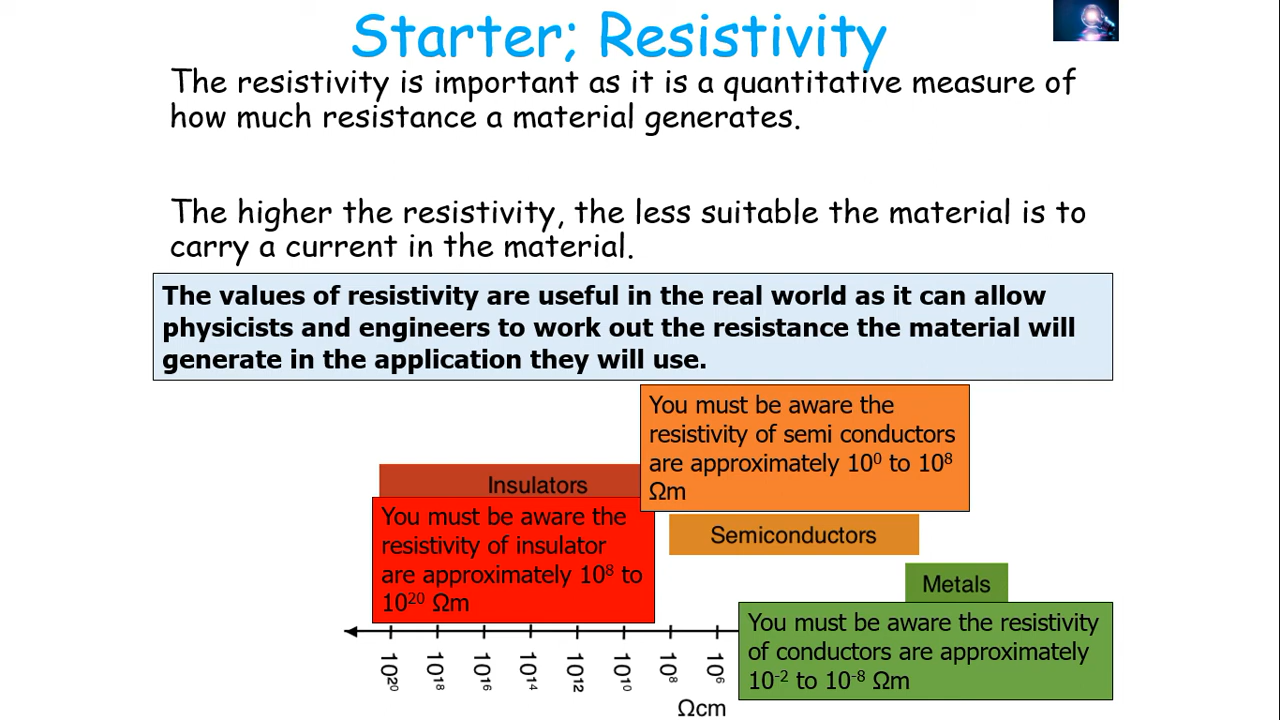 Starter; Resistivity
The resistivity is important as it is a quantitative measure of
how much resistance a material generates.
The higher the resistivity, the less suitable the material is to
carry a current in the material.
The values of resistivity are useful in the real world as it can allow
physicists and engineers to work out the resistance the material will
generate in the application they will use.
You must be aware the
resistivity of semi conductors
are approximately 10⁰ to 10⁸
Ωm
Insulators
You must be aware the
resistivity of insulator
are approximately 10⁸ to
10²⁰ Ωm
Semiconductors
Metals
You must be aware the resistivity
of conductors are approximately
10⁻² to 10⁻⁸ Ωm
10²⁰ 10¹⁸ 10¹⁶ 10¹⁴ 10¹² 10¹⁰ 10⁸ 10⁶
Ωcm